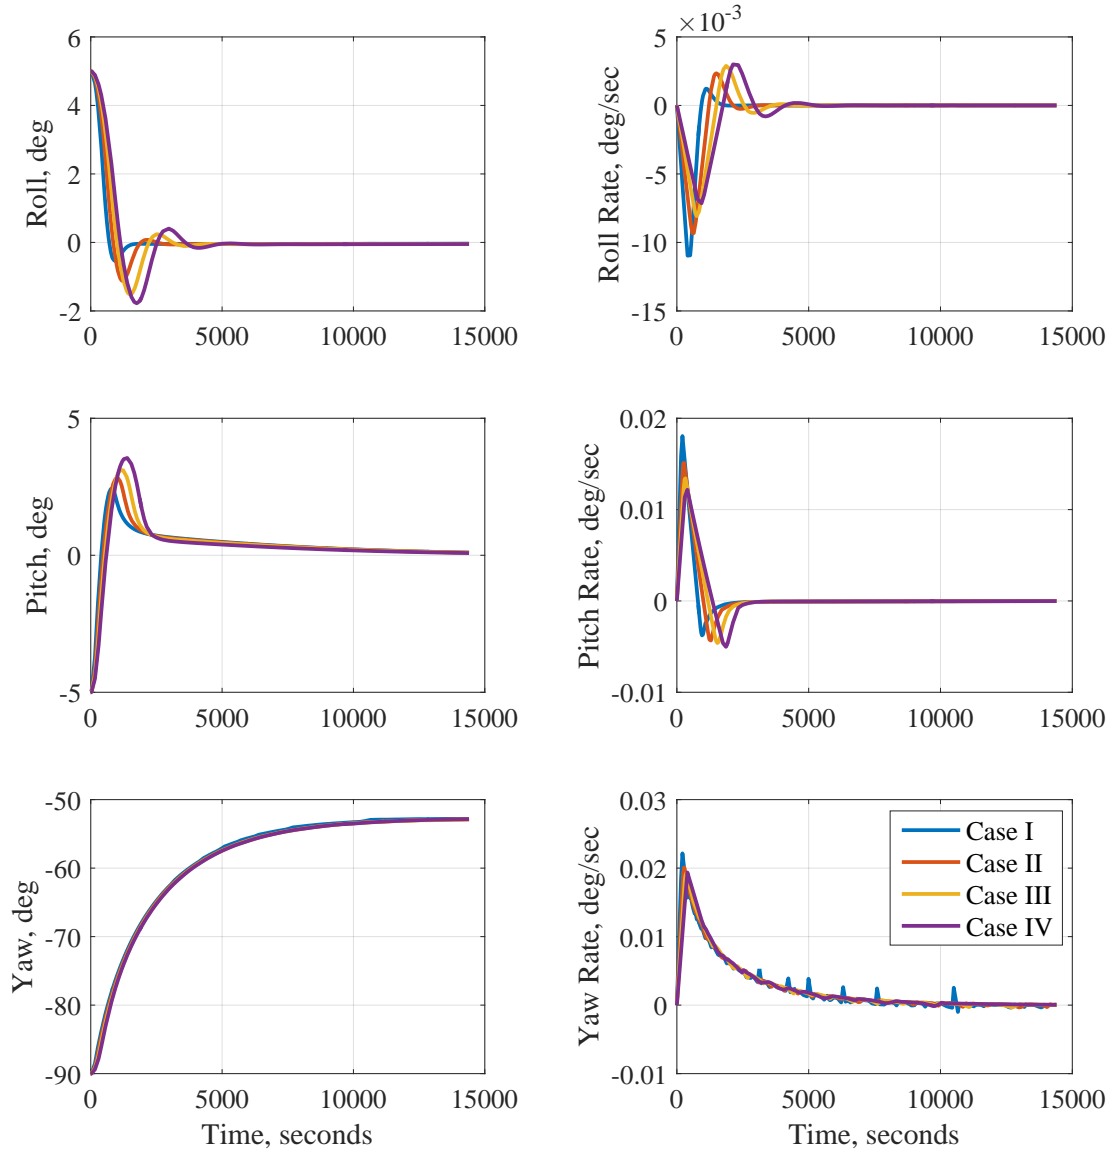 6
4
2
0
-2
Roll, deg
0 5000 10000 15000
×10⁻³
5
0
-5
-10
-15
Roll Rate, deg/sec
0 5000 10000 15000
5
0
-5
Pitch, deg
0 5000 10000 15000
0.02
0.01
0
-0.01
Pitch Rate, deg/sec
0 5000 10000 15000
-50
-60
-70
-80
-90
Yaw, deg
0 5000 10000 15000
Time, seconds
0.03
0.02
0.01
0
-0.01
Yaw Rate, deg/sec
Case I
Case II
Case III
Case IV
0 5000 10000 15000
Time, seconds